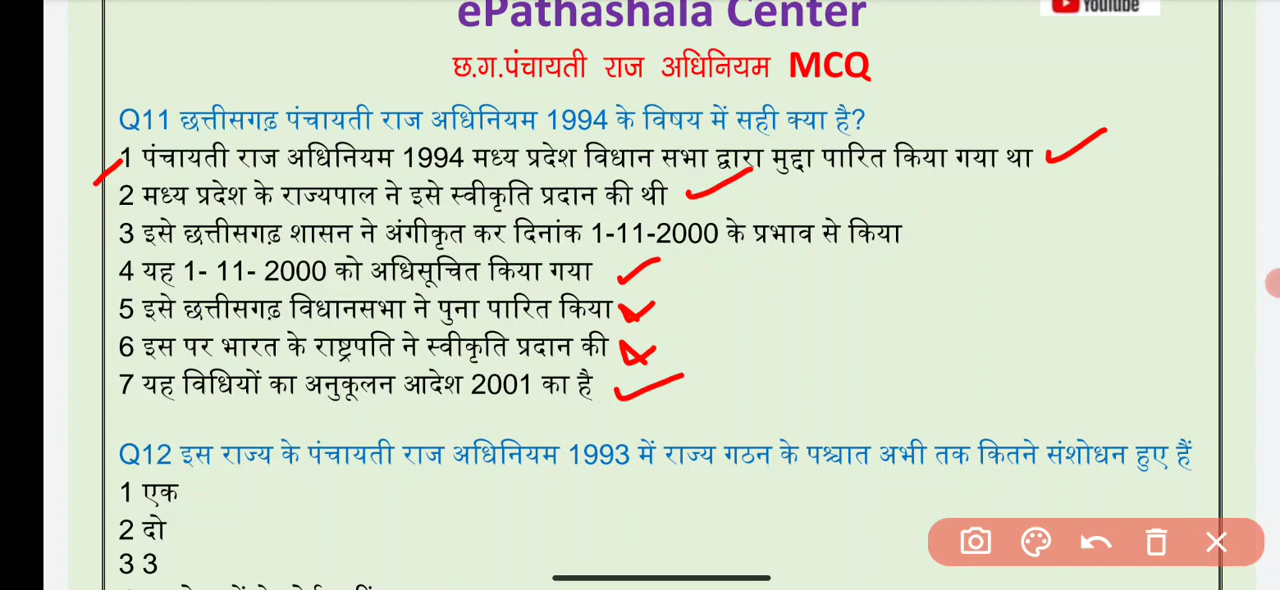 ePathashala Center
YouTube
छ.ग.पंचायती राज अधिनियम MCQ
Q11 छत्तीसगढ़ पंचायती राज अधिनियम 1994 के विषय में सही क्या है?
1 पंचायती राज अधिनियम 1994 मध्य प्रदेश विधान सभा द्वारा मुद्दा पारित किया गया था
2 मध्य प्रदेश के राज्यपाल ने इसे स्वीकृति प्रदान की थी
3 इसे छत्तीसगढ़ शासन ने अंगीकृत कर दिनांक 1-11-2000 के प्रभाव से किया
4 यह 1- 11- 2000 को अधिसूचित किया गया
5 इसे छत्तीसगढ़ विधानसभा ने पुना पारित किया
6 इस पर भारत के राष्ट्रपति ने स्वीकृति प्रदान की
7 यह विधियों का अनुकूलन आदेश 2001 का है
Q12 इस राज्य के पंचायती राज अधिनियम 1993 में राज्य गठन के पश्चात अभी तक कितने संशोधन हुए हैं
1 एक
2 दो
3 3